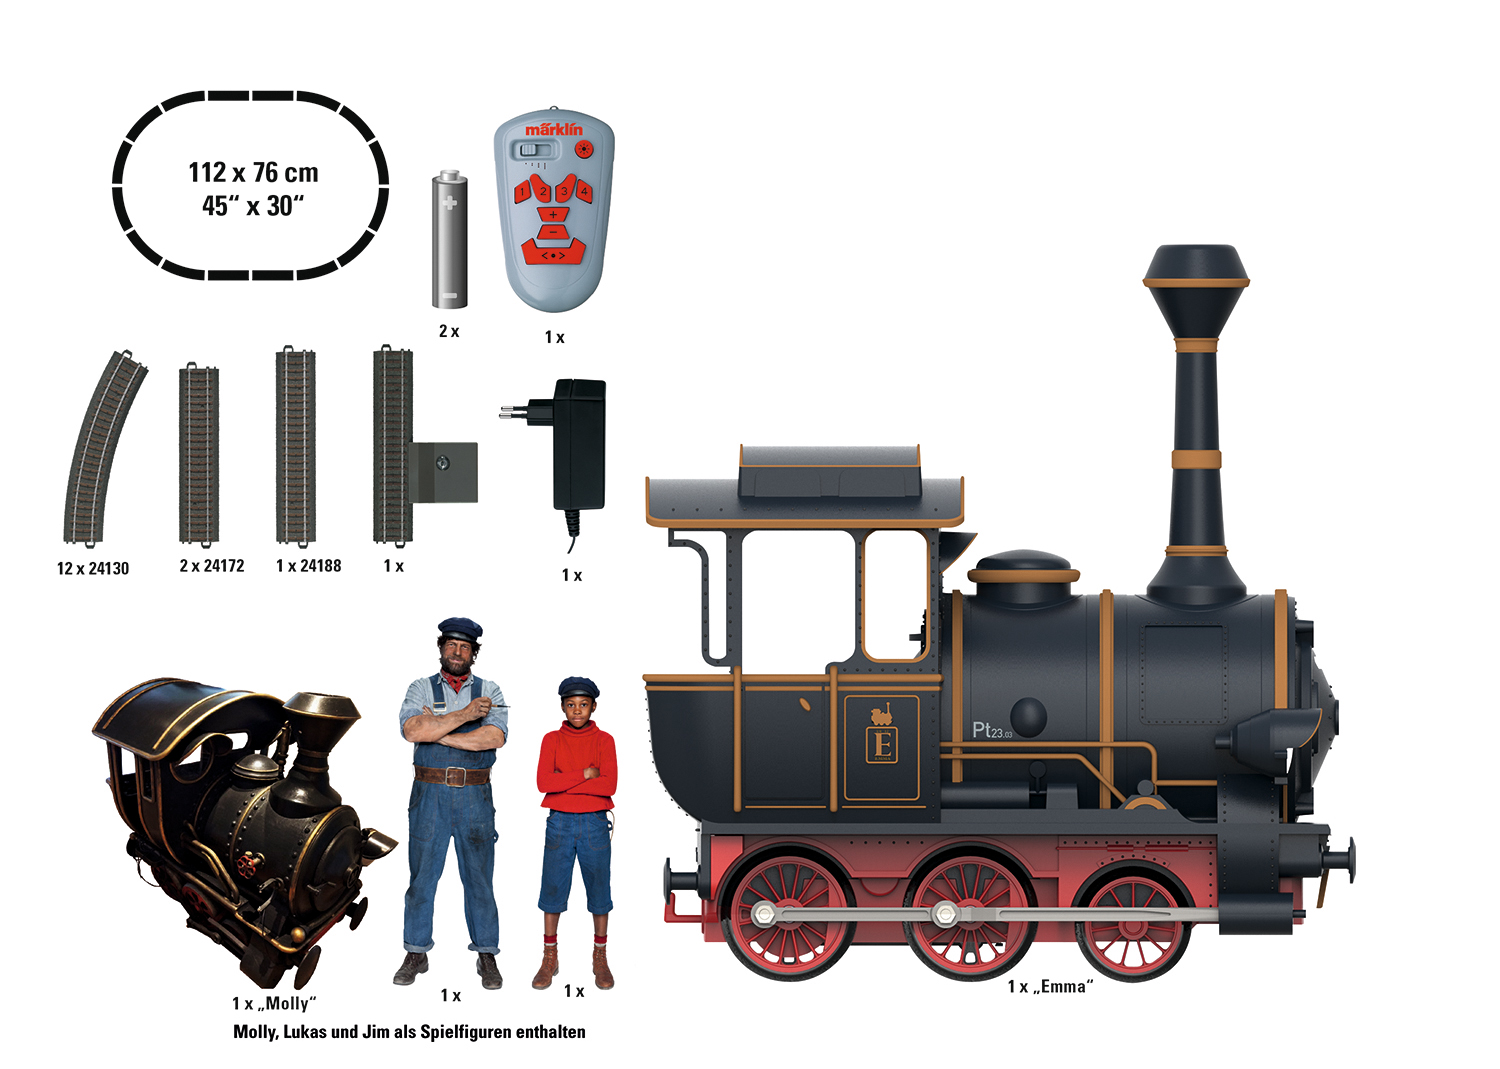 112 x 76 cm
45“ x 30“
märklin
1 2 3 4
+
−
< • >
+
−
2 x
1 x
12 x 24130
2 x 24172
1 x 24188
1 x
1 x
Pt23.03
E
EMMA
1 x „Molly“
1 x
1 x
1 x „Emma“
Molly, Lukas und Jim als Spielfiguren enthalten